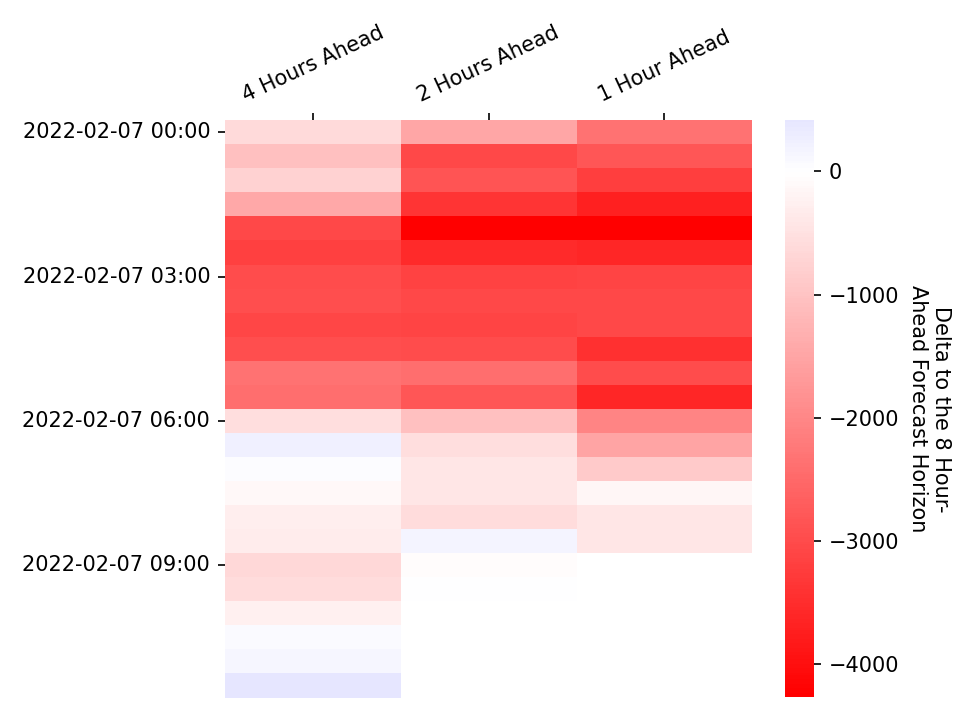 4 Hours Ahead
2 Hours Ahead
1 Hour Ahead
2022-02-07 00:00
2022-02-07 03:00
2022-02-07 06:00
2022-02-07 09:00
0
−1000
−2000
−3000
−4000
Delta to the 8 Hour-
Ahead Forecast Horizon